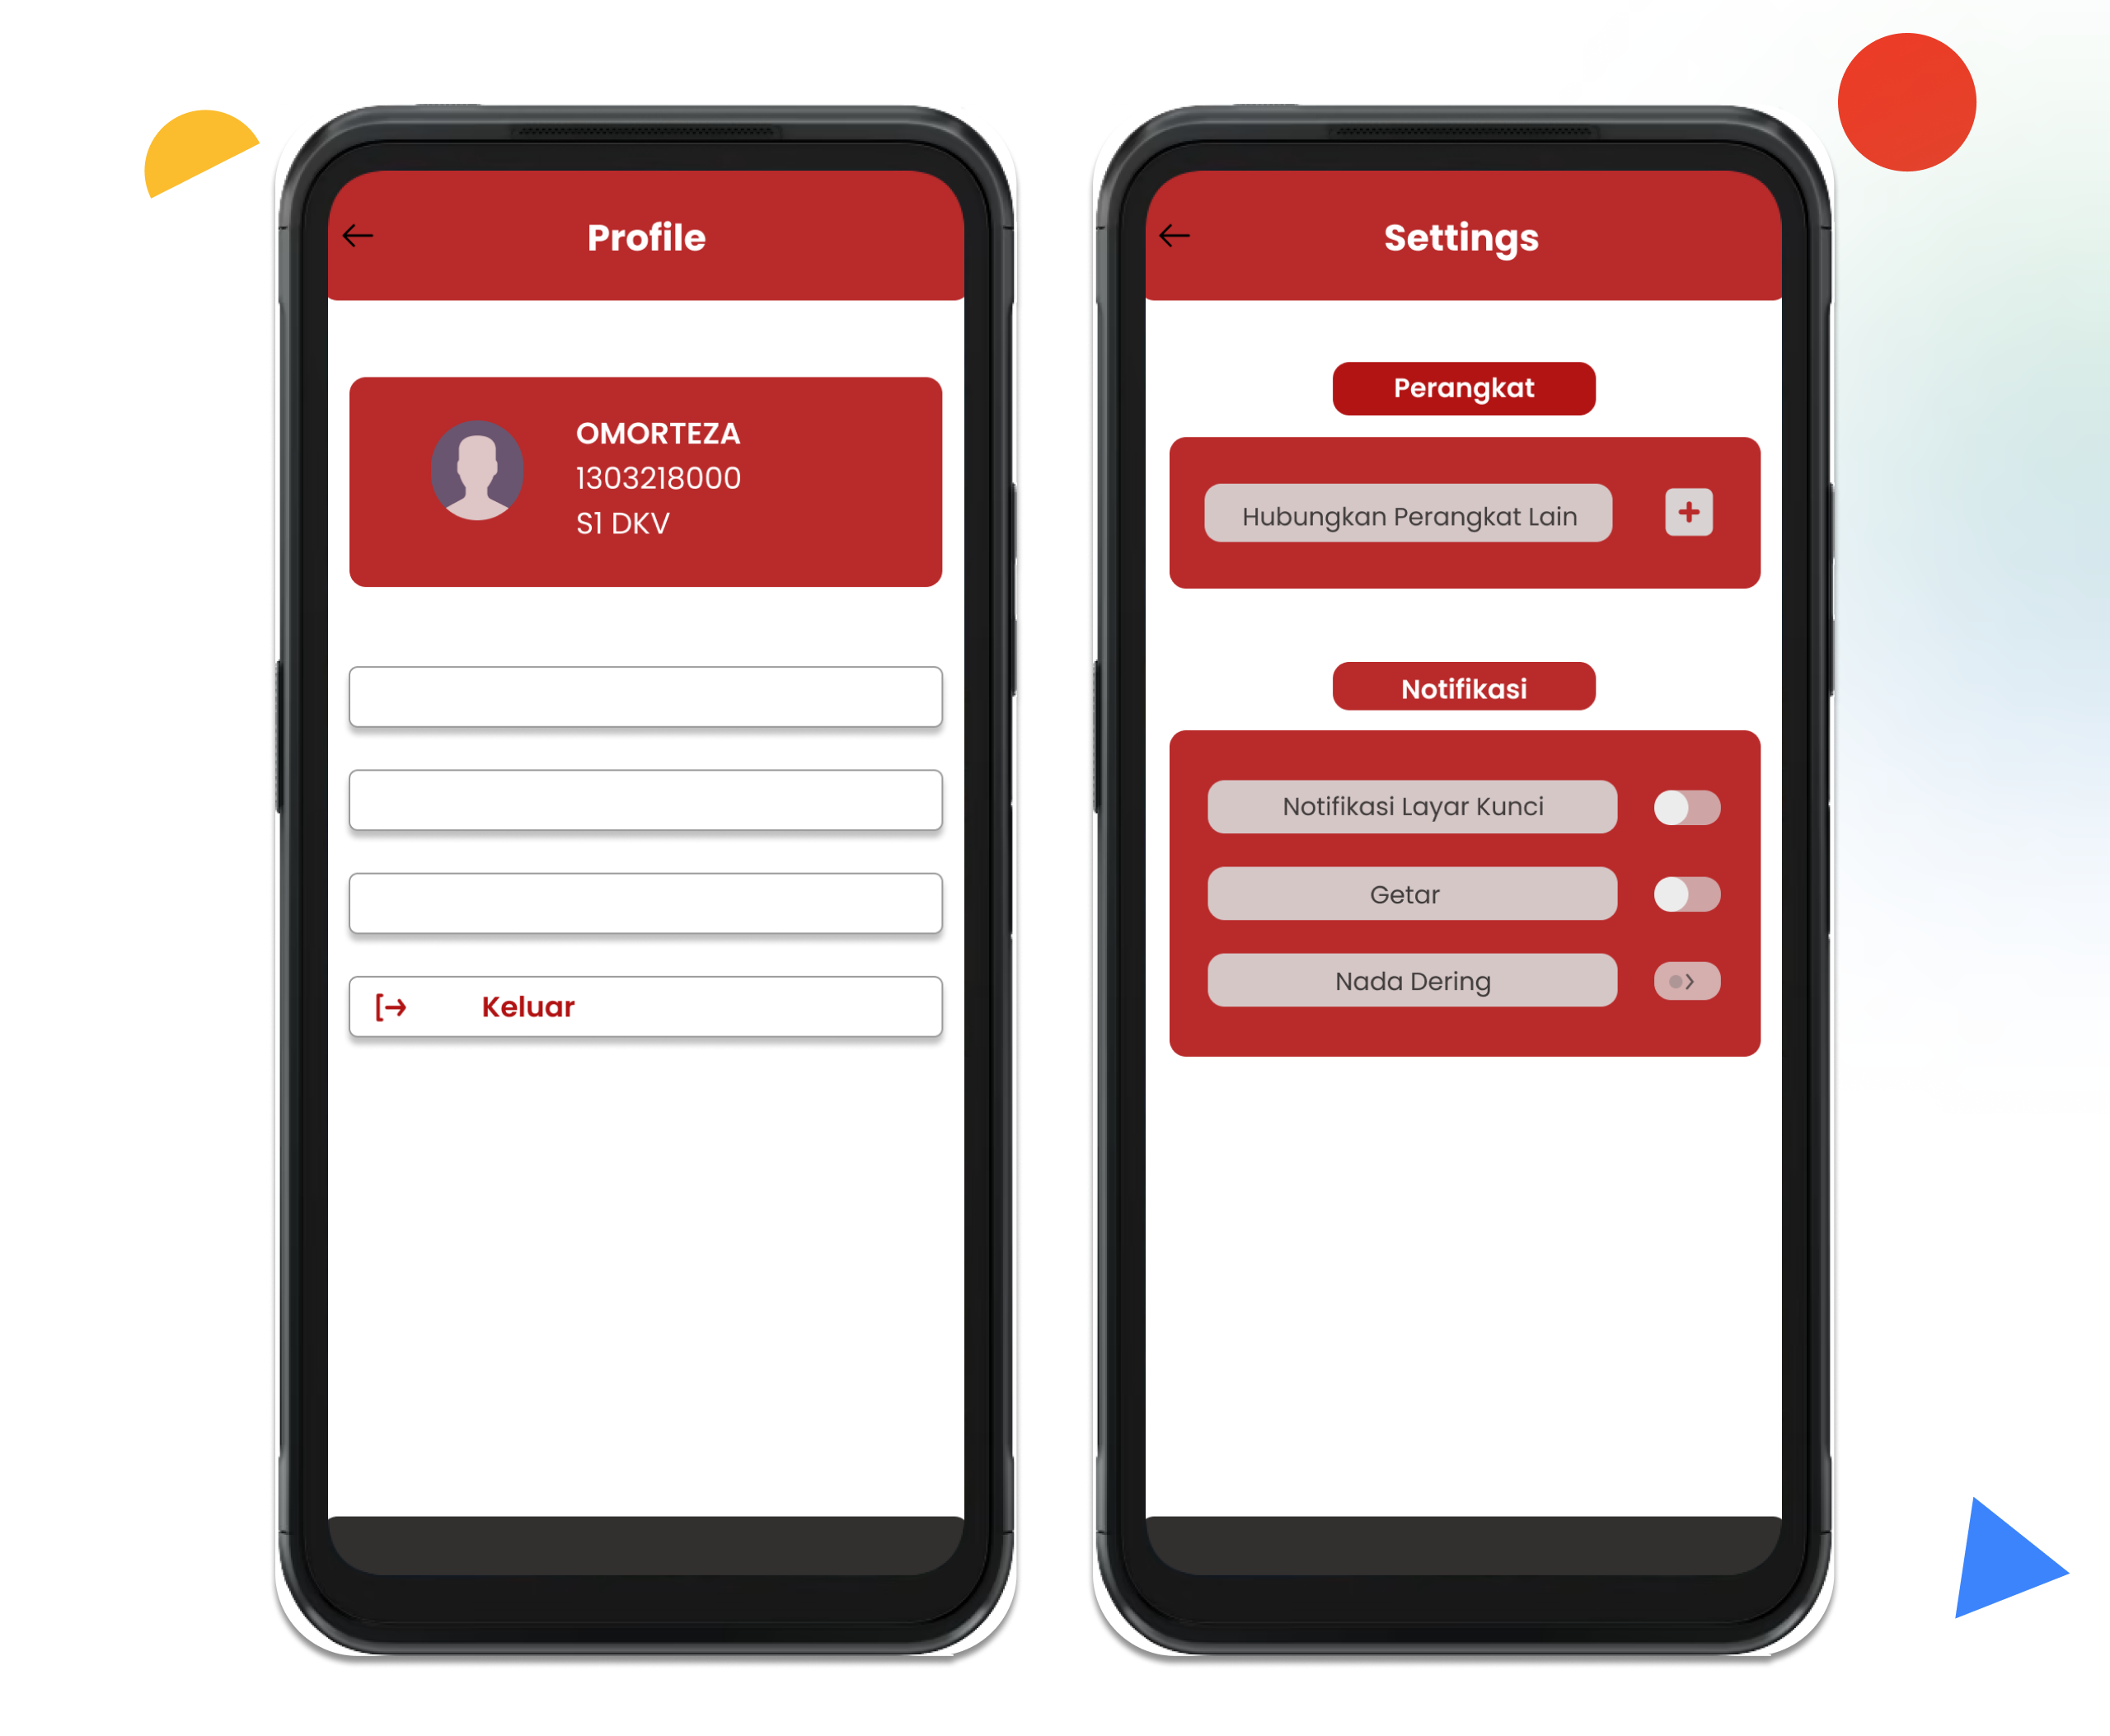 Profile
OMORTEZA
1303218000
S1 DKV
Keluar
Settings
Perangkat
Hubungkan Perangkat Lain
Notifikasi
Notifikasi Layar Kunci
Getar
Nada Dering